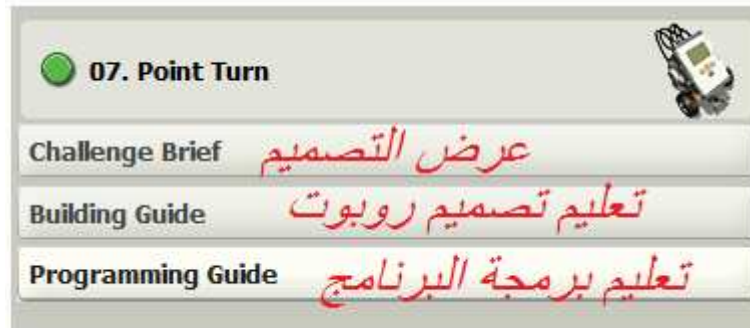 07. Point Turn
Challenge Brief عرض التصميم
Building Guide تعليم تصميم روبوت
Programming Guide تعليم برمجة البرنامج